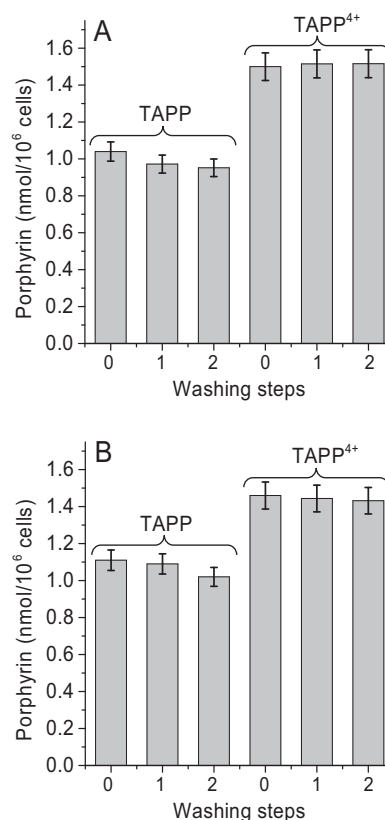 A
TAPP
TAPP⁴⁺
1.6
1.4
1.2
1.0
0.8
0.6
0.4
0.2
0.0
Porphyrin (nmol/10⁶ cells)
0 1 2 0 1 2
Washing steps
B
TAPP
TAPP⁴⁺
1.6
1.4
1.2
1.0
0.8
0.6
0.4
0.2
0.0
Porphyrin (nmol/10⁶ cells)
0 1 2 0 1 2
Washing steps